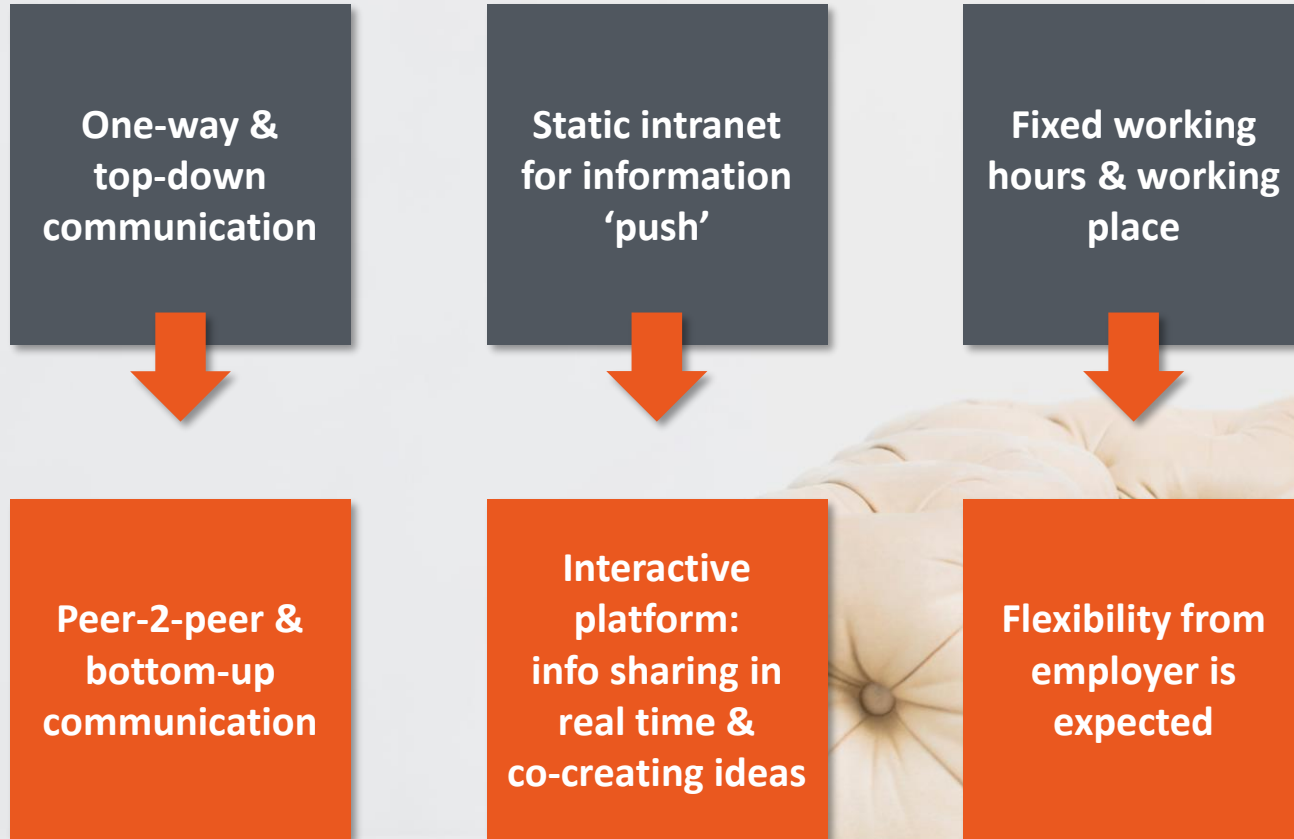 One-way &
top-down
communication
Static intranet
for information
‘push’
Fixed working
hours & working
place
Peer-2-peer &
bottom-up
communication
Interactive
platform:
info sharing in
real time &
co-creating ideas
Flexibility from
employer is
expected